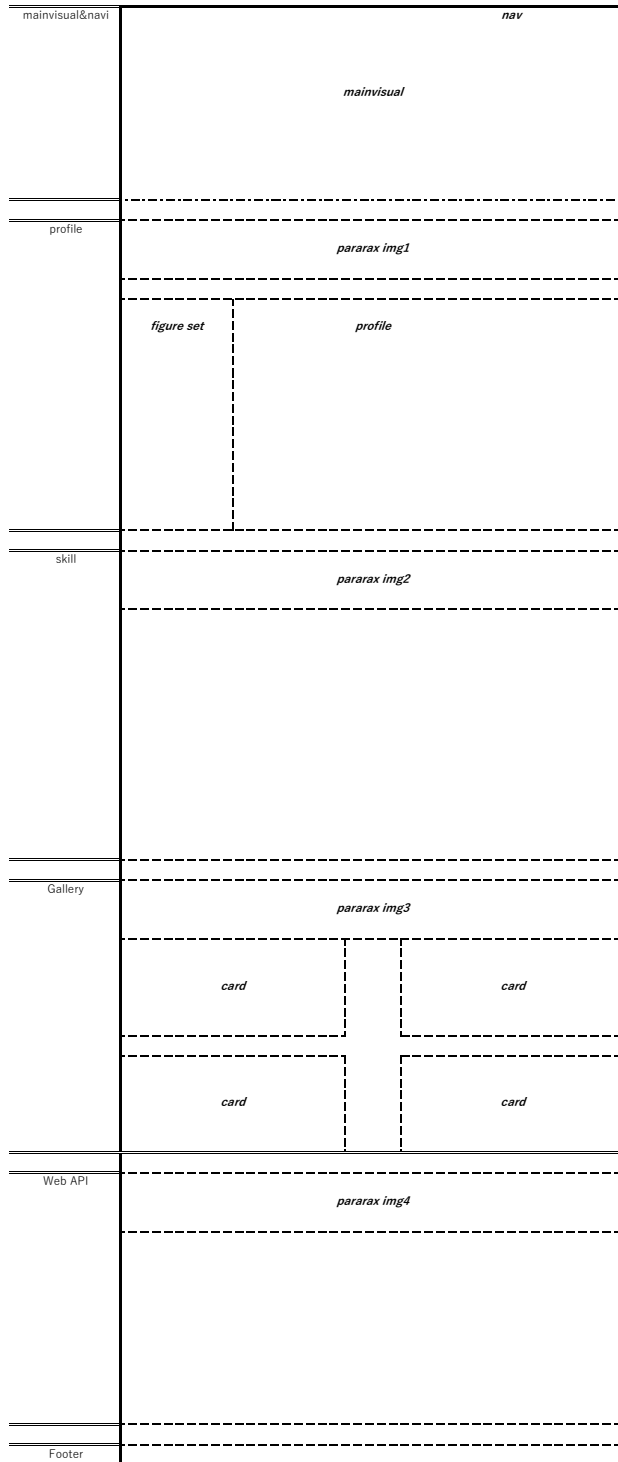 mainvisual&navi
nav
mainvisual
profile
pararax img1
figure set
profile
skill
pararax img2
Gallery
pararax img3
card
card
card
card
Web API
pararax img4
Footer